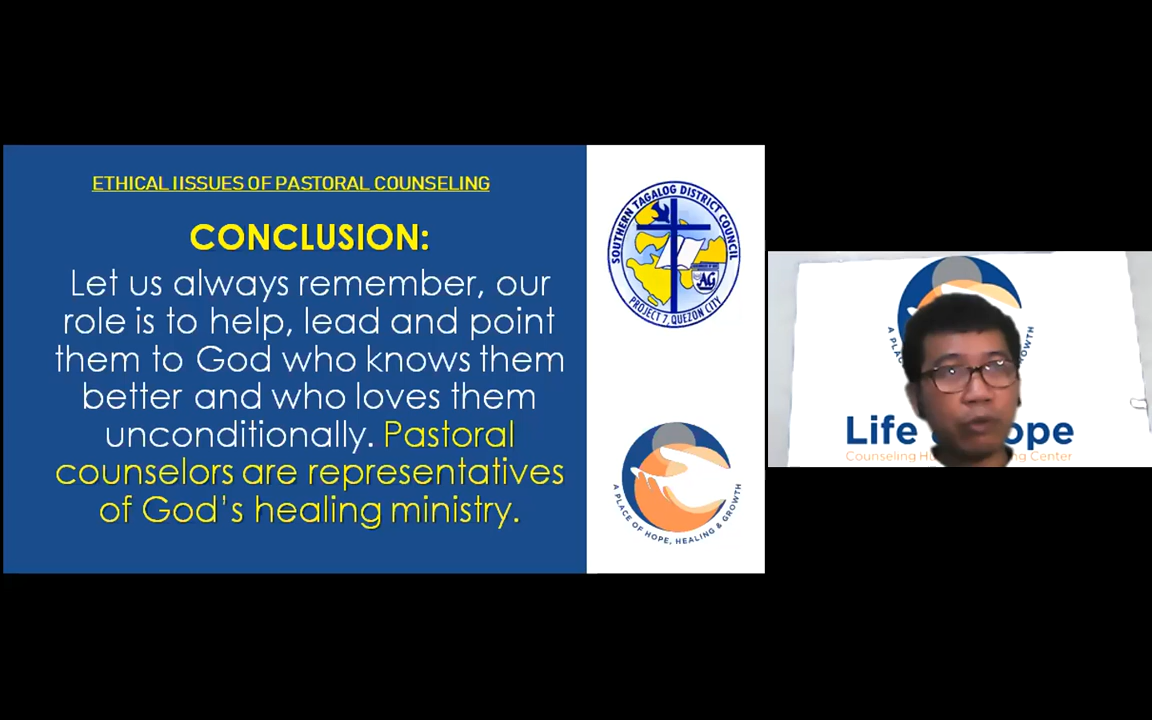 ETHICAL IISSUES OF PASTORAL COUNSELING
CONCLUSION:
Let us always remember, our
role is to help, lead and point
them to God who knows them
better and who loves them
unconditionally. Pastoral
counselors are representatives
of God's healing ministry.
SOUTHERN TAGALOG DISTRICT COUNCIL
AG
PROJECT 7, QUEZON CITY
A PLACE OF HOPE, HEALING & GROWTH
A PLA
OWTH
Life
ope
Counseling
Center